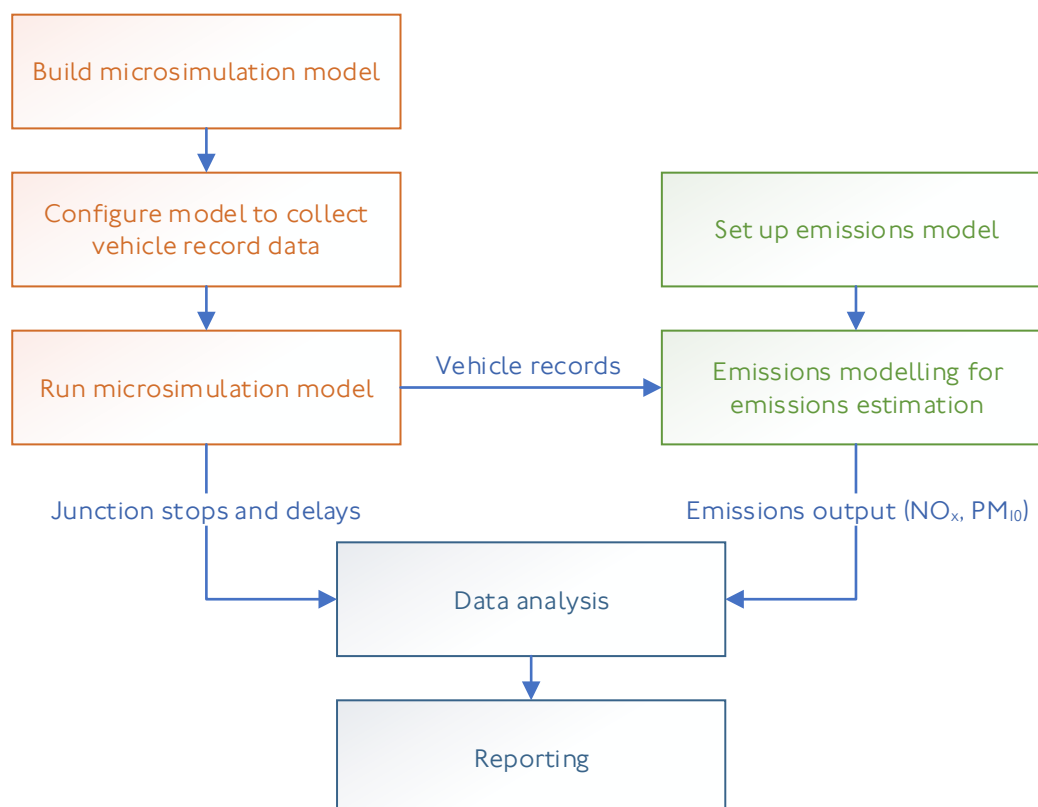 Build microsimulation model
Configure model to collect
vehicle record data
Set up emissions model
Run microsimulation model
Vehicle records
Emissions modelling for
emissions estimation
Junction stops and delays
Emissions output (NOₓ, PM₁₀)
Data analysis
Reporting